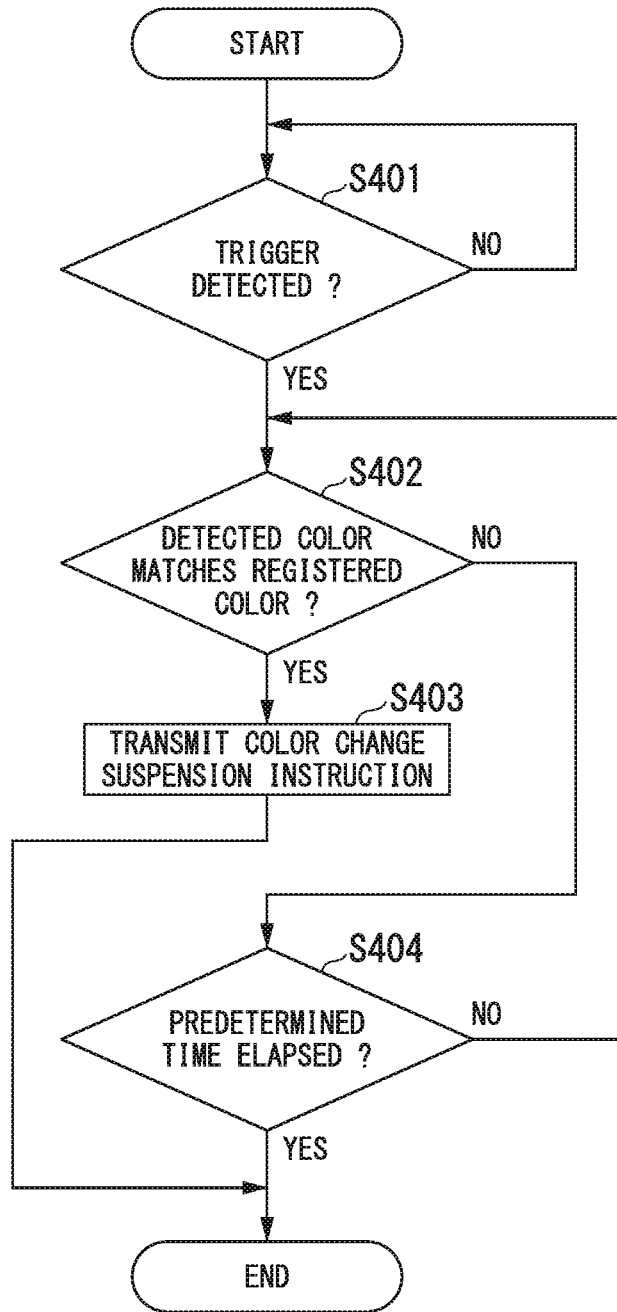 START
S401
TRIGGER
DETECTED ?
NO
YES
S402
DETECTED COLOR
MATCHES REGISTERED
COLOR ?
NO
YES
S403
TRANSMIT COLOR CHANGE
SUSPENSION INSTRUCTION
S404
PREDETERMINED
TIME ELAPSED ?
NO
YES
END